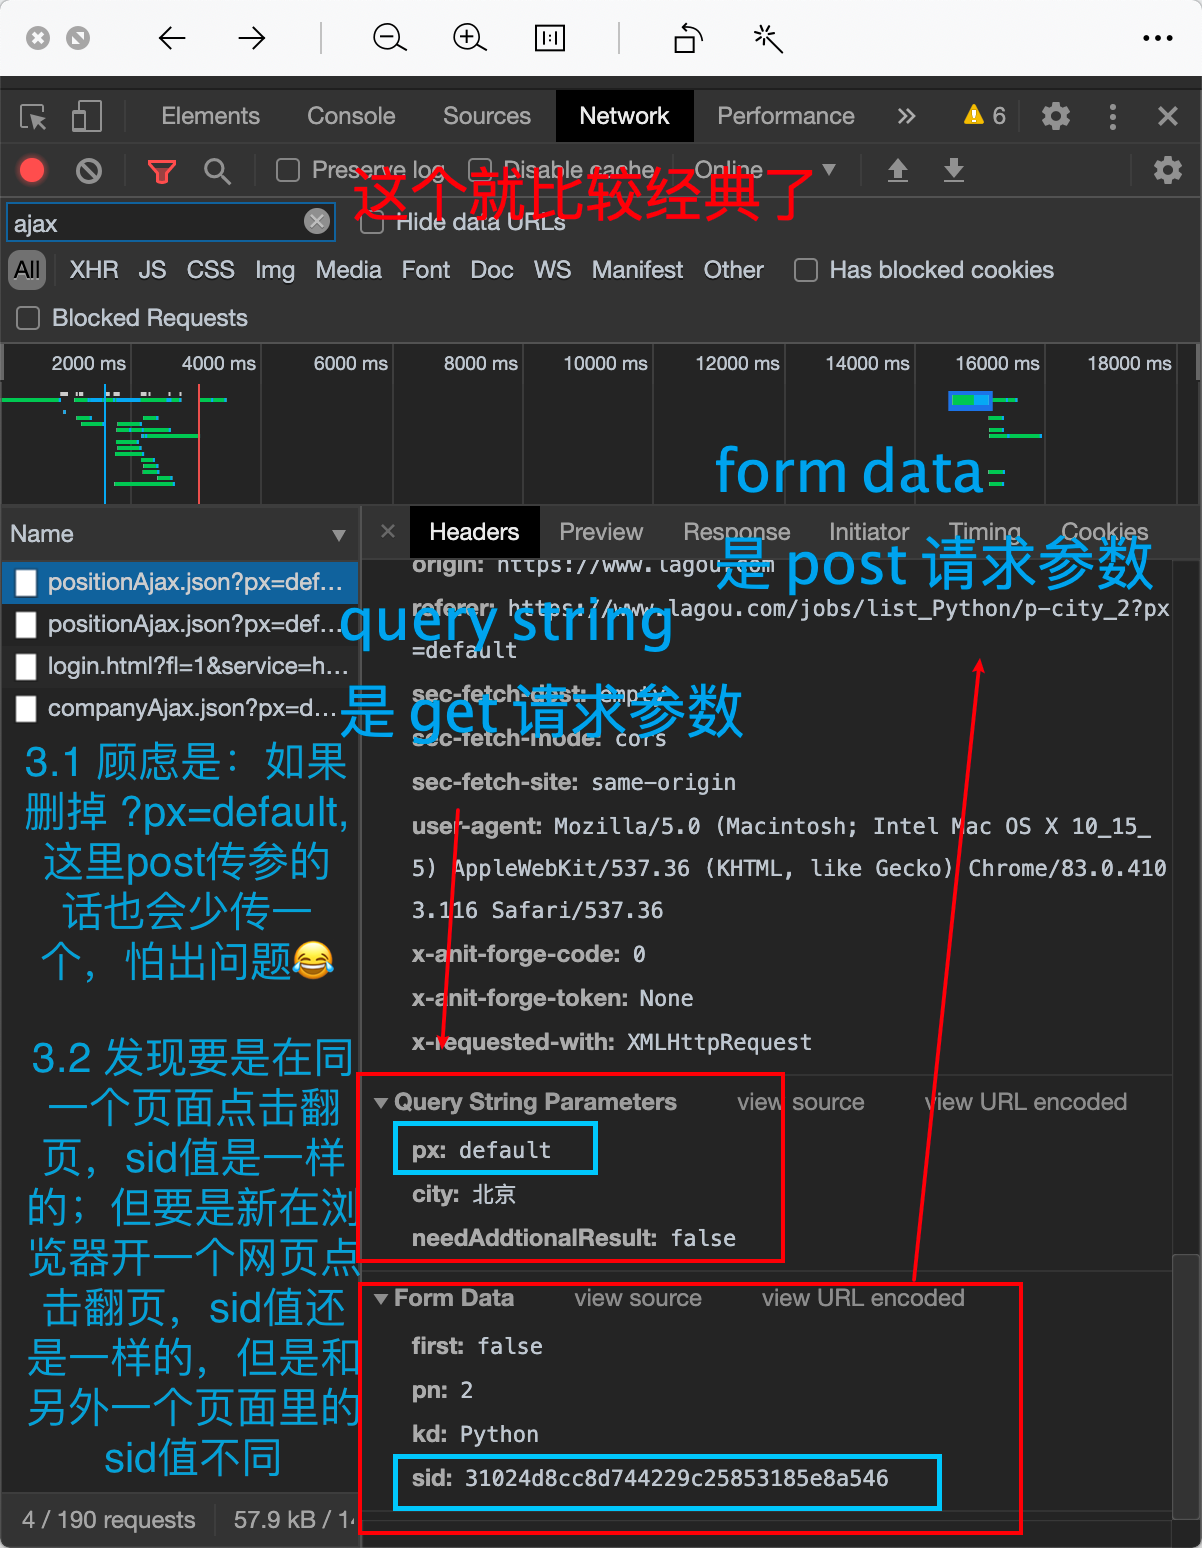 Elements Console Sources Network Performance » 6
Preserve log Disable cache Online
这个就比较经典了
ajax Hide data URLs
All XHR JS CSS Img Media Font Doc WS Manifest Other Has blocked cookies
Blocked Requests
2000 ms 4000 ms 6000 ms 8000 ms 10000 ms 12000 ms 14000 ms 16000 ms 18000 ms
form data
是 post 请求参数
Name
Headers Preview Response Initiator Timing Cookies
positionAjax.json?px=def…
positionAjax.json?px=def…
login.html?fl=1&service=h…
companyAjax.json?px=d…
query string
是 get 请求参数
3.1 顾虑是：如果
删掉 ?px=default,
这里post传参的
话也会少传一
个，怕出问题😂
3.2 发现要是在同
一个页面点击翻
页，sid值是一样
的；但要是新在浏
览器开一个网页点
击翻页，sid值还
是一样的，但是和
另外一个页面里的
sid值不同
origin: https://www.lagou.com
referer: https://www.lagou.com/jobs/list_Python/p-city_2?px
=default
sec-fetch-dest: empty
sec-fetch-mode: cors
sec-fetch-site: same-origin
user-agent: Mozilla/5.0 (Macintosh; Intel Mac OS X 10_15_
5) AppleWebKit/537.36 (KHTML, like Gecko) Chrome/83.0.410
3.116 Safari/537.36
x-anit-forge-code: 0
x-anit-forge-token: None
x-requested-with: XMLHttpRequest
Query String Parameters view source view URL encoded
px: default
city: 北京
needAddtionalResult: false
Form Data view source view URL encoded
first: false
pn: 2
kd: Python
sid: 31024d8cc8d744229c25853185e8a546
4 / 190 requests 57.9 kB / 1